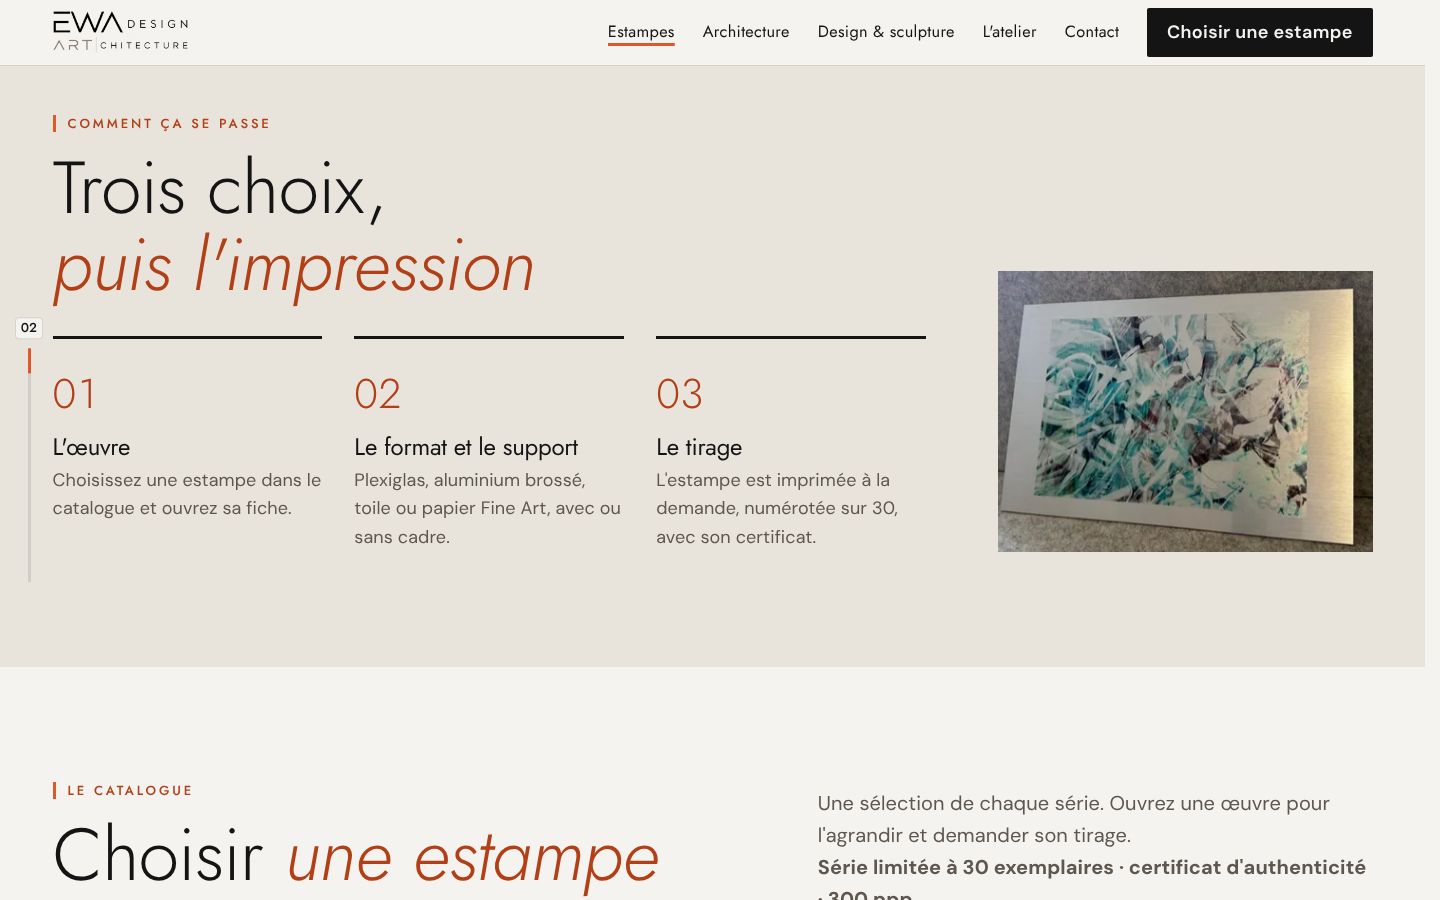 EWA DESIGN
ART CHITECTURE
Estampes
Architecture
Design & sculpture
L'atelier
Contact
Choisir une estampe
COMMENT ÇA SE PASSE
Trois choix,
puis l'impression
02
01
L'œuvre
Choisissez une estampe dans le
catalogue et ouvrez sa fiche.
02
Le format et le support
Plexiglas, aluminium brossé,
toile ou papier Fine Art, avec ou
sans cadre.
03
Le tirage
L'estampe est imprimée à la
demande, numérotée sur 30,
avec son certificat.
LE CATALOGUE
Choisir une estampe
Une sélection de chaque série. Ouvrez une œuvre pour
l'agrandir et demander son tirage.
Série limitée à 30 exemplaires · certificat d'authenticité
· 300 ppp